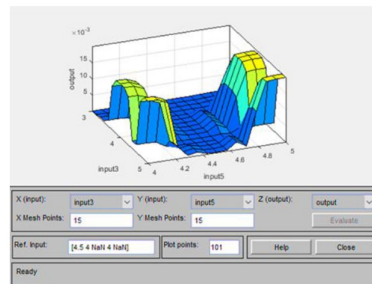 ×10⁻³
output
15
10
5
3
4
5
input3
4
4.2
4.4
4.6
4.8
5
input5
X (input): input3 Y (input): input5 Z (output): output
X Mesh Points: 15 Y Mesh Points: 15 Evaluate
Ref. Input: [4.5 4 NaN 4 NaN] Plot points: 101 Help Close
Ready